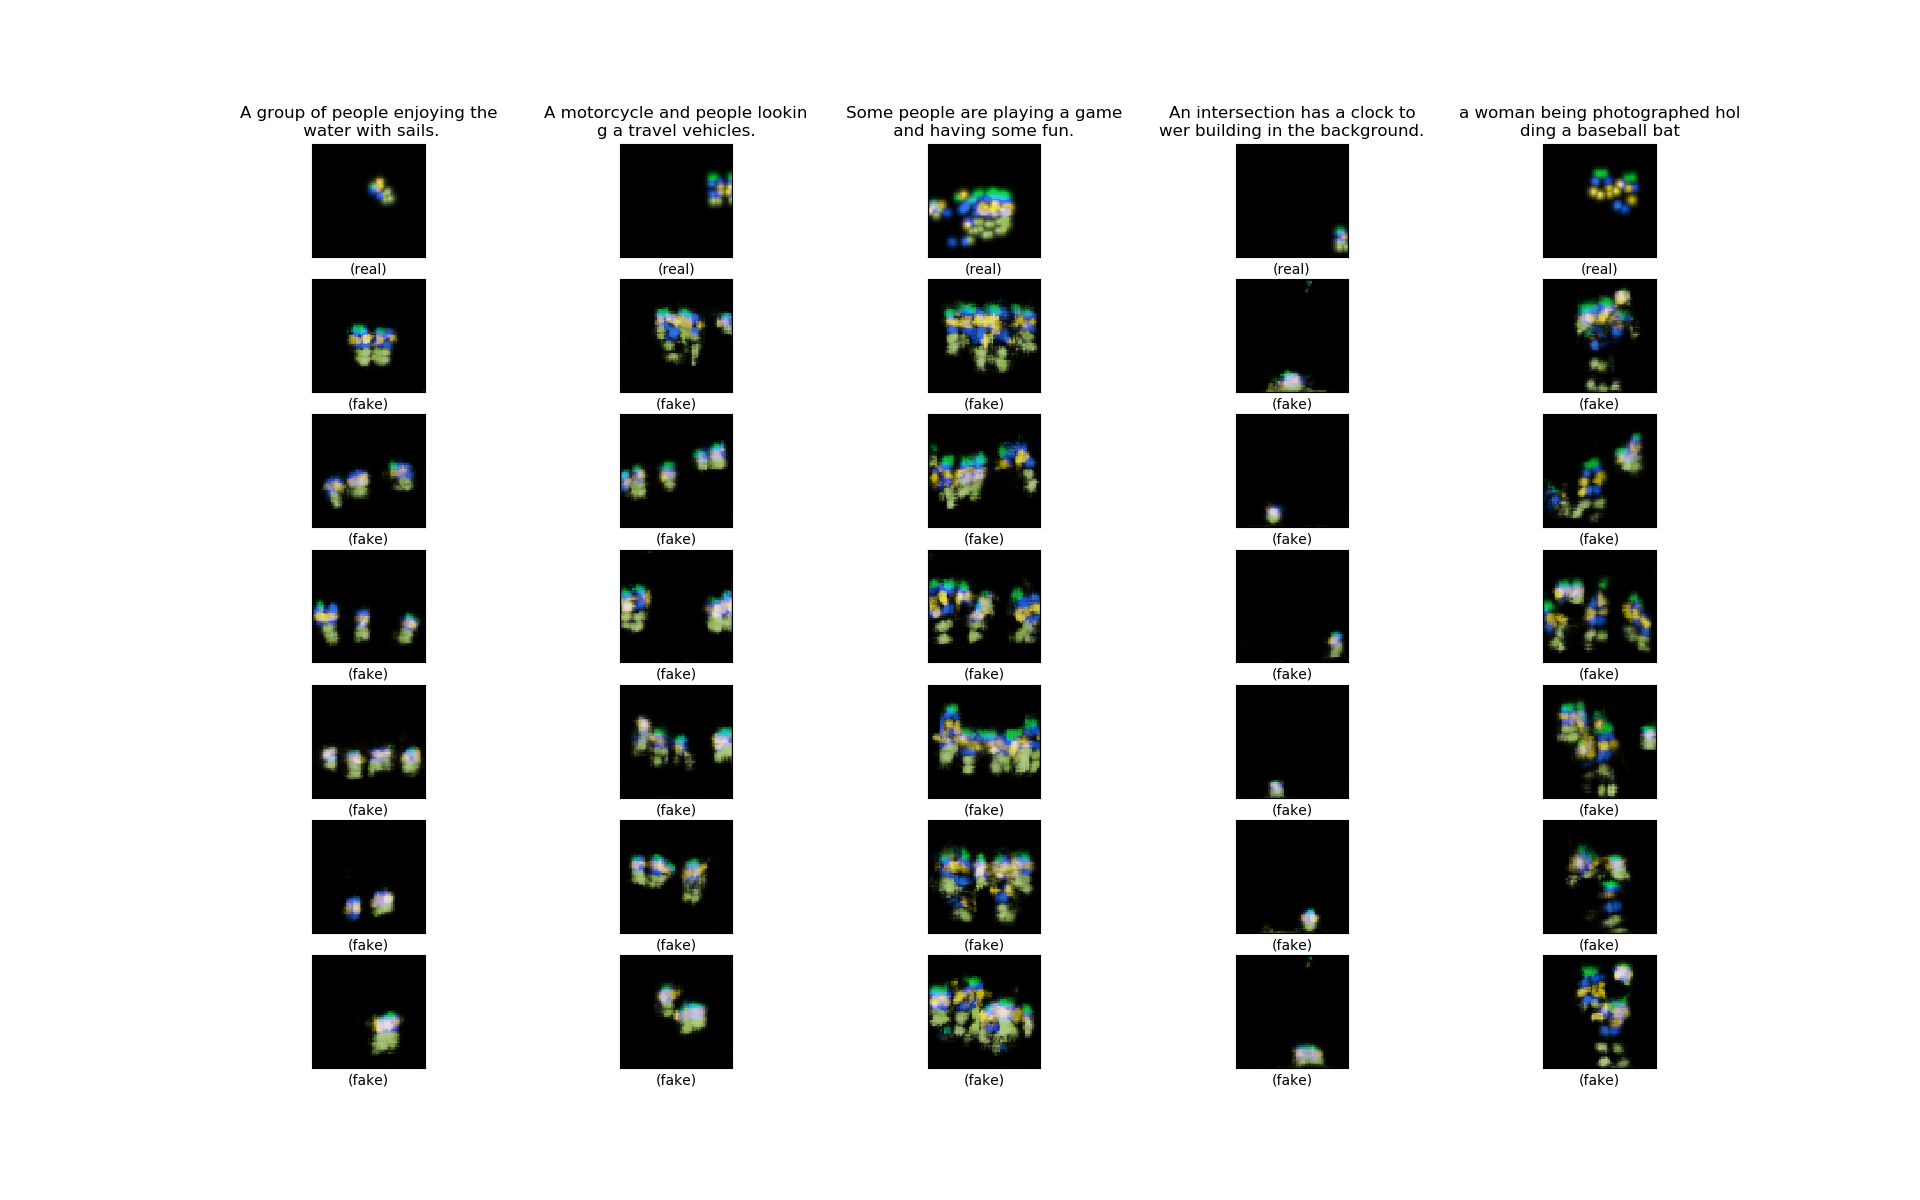 A group of people enjoying the
water with sails.
A motorcycle and people lookin
g a travel vehicles.
Some people are playing a game
and having some fun.
An intersection has a clock to
wer building in the background.
a woman being photographed hol
ding a baseball bat
(real) (real) (real) (real) (real)
(fake) (fake) (fake) (fake) (fake)
(fake) (fake) (fake) (fake) (fake)
(fake) (fake) (fake) (fake) (fake)
(fake) (fake) (fake) (fake) (fake)
(fake) (fake) (fake) (fake) (fake)
(fake) (fake) (fake) (fake) (fake)